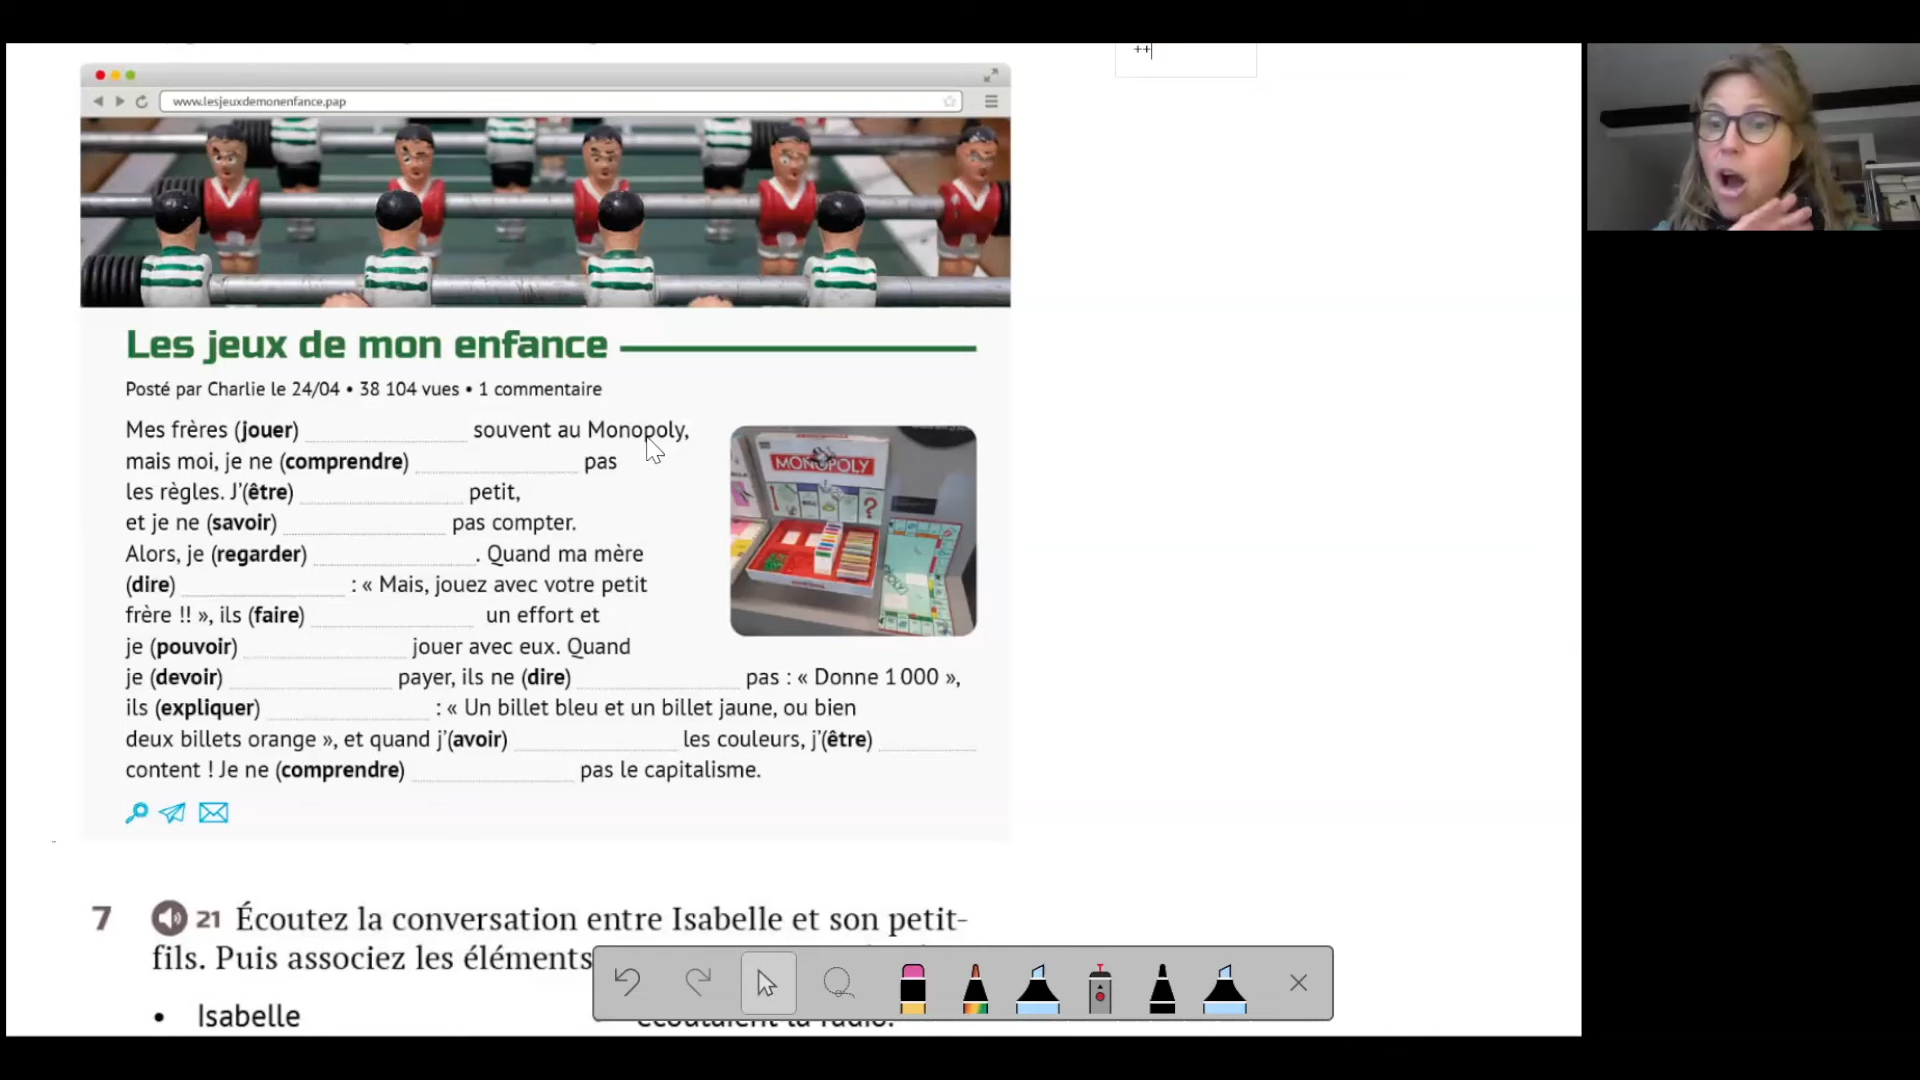 ++
www.lesjeuxdemonenfance.pap
Les jeux de mon enfance
Posté par Charlie le 24/04 • 38 104 vues • 1 commentaire
Mes frères (jouer) souvent au Monopoly,
mais moi, je ne (comprendre) pas
les règles. J'(être) petit,
et je ne (savoir) pas compter.
Alors, je (regarder) . Quand ma mère
(dire) : « Mais, jouez avec votre petit
frère !! », ils (faire) un effort et
je (pouvoir) jouer avec eux. Quand
je (devoir) payer, ils ne (dire) pas : « Donne 1 000 »,
ils (expliquer) : « Un billet bleu et un billet jaune, ou bien
deux billets orange », et quand j'(avoir) les couleurs, j'(être)
content ! Je ne (comprendre) pas le capitalisme.
MONOPOLY
7 21 Écoutez la conversation entre Isabelle et son petit-
fils. Puis associez les éléments
• Isabelle
écoutaient la radio.